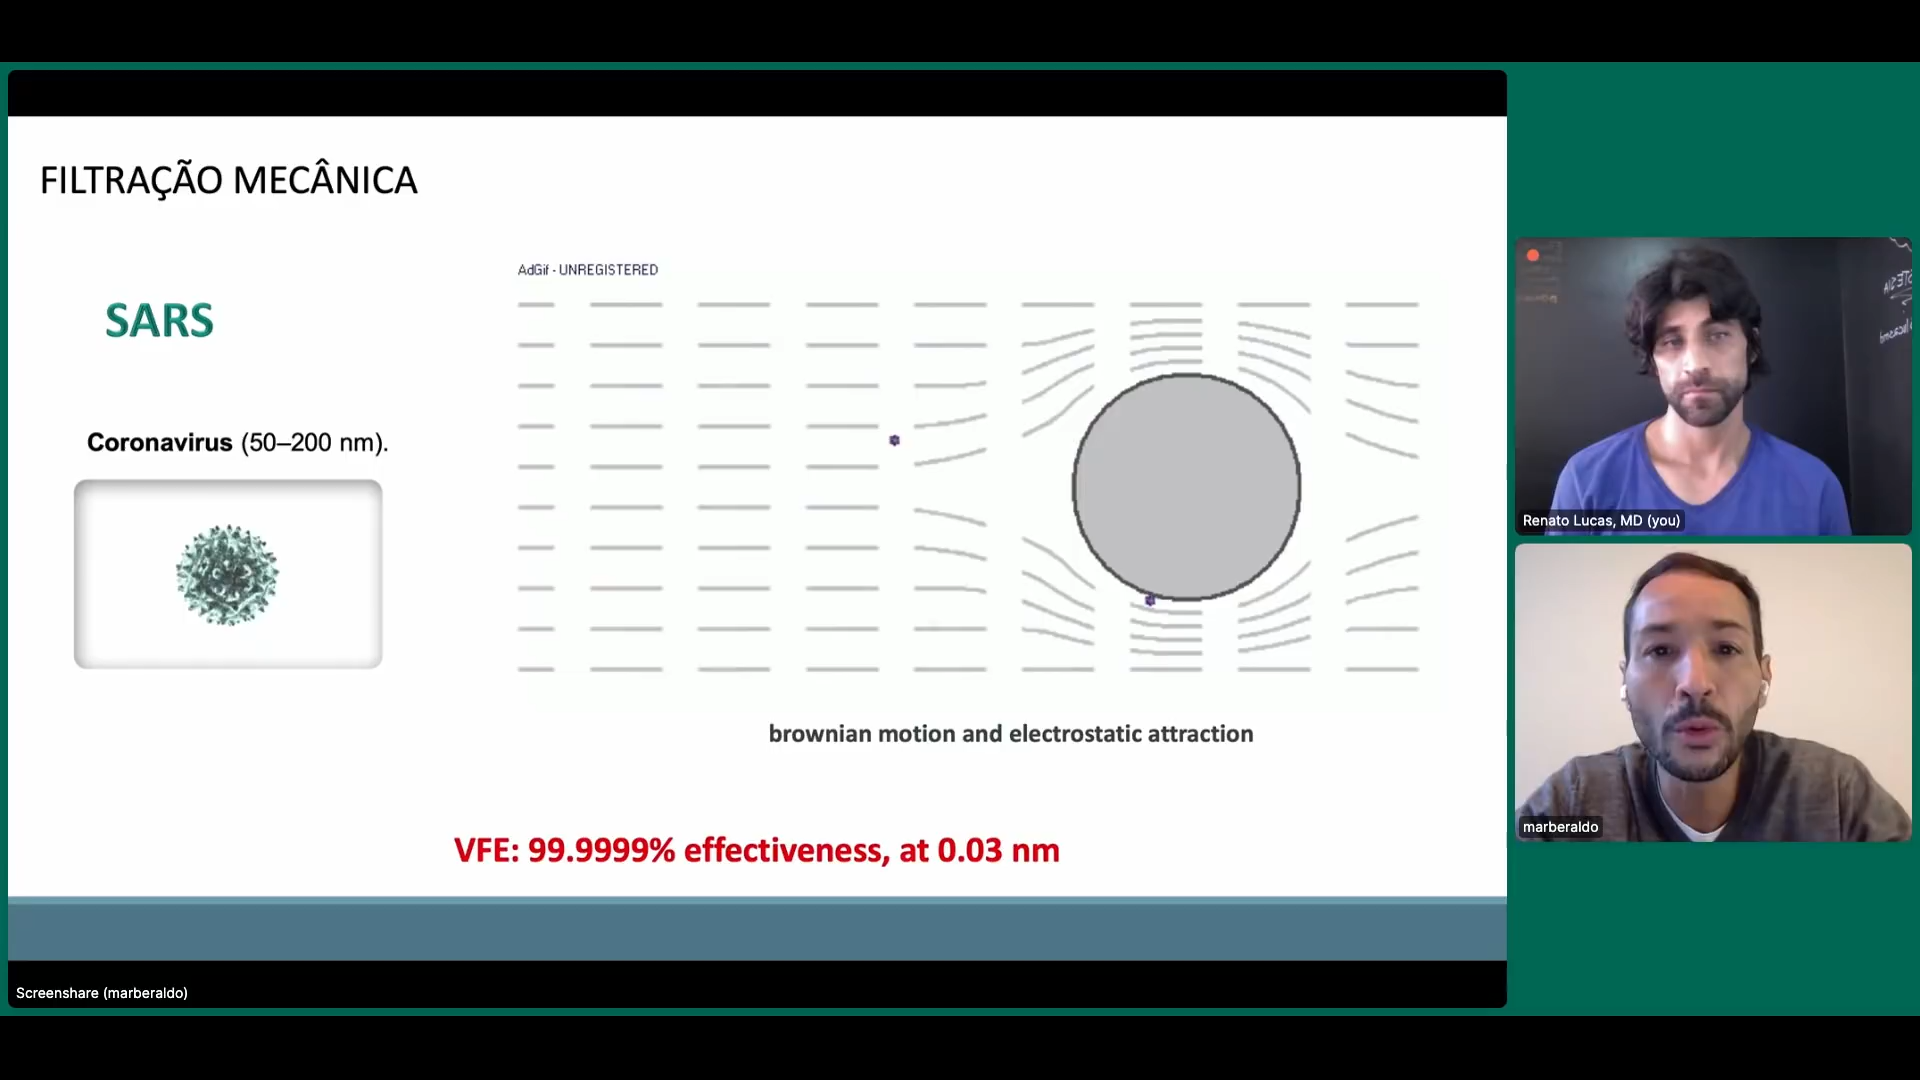 FILTRAÇÃO MECÂNICA
AdGif - UNREGISTERED
SARS
Coronavirus (50–200 nm).
brownian motion and electrostatic attraction
VFE: 99.9999% effectiveness, at 0.03 nm
Screenshare (marberaldo)
Renato Lucas, MD (you)
marberaldo